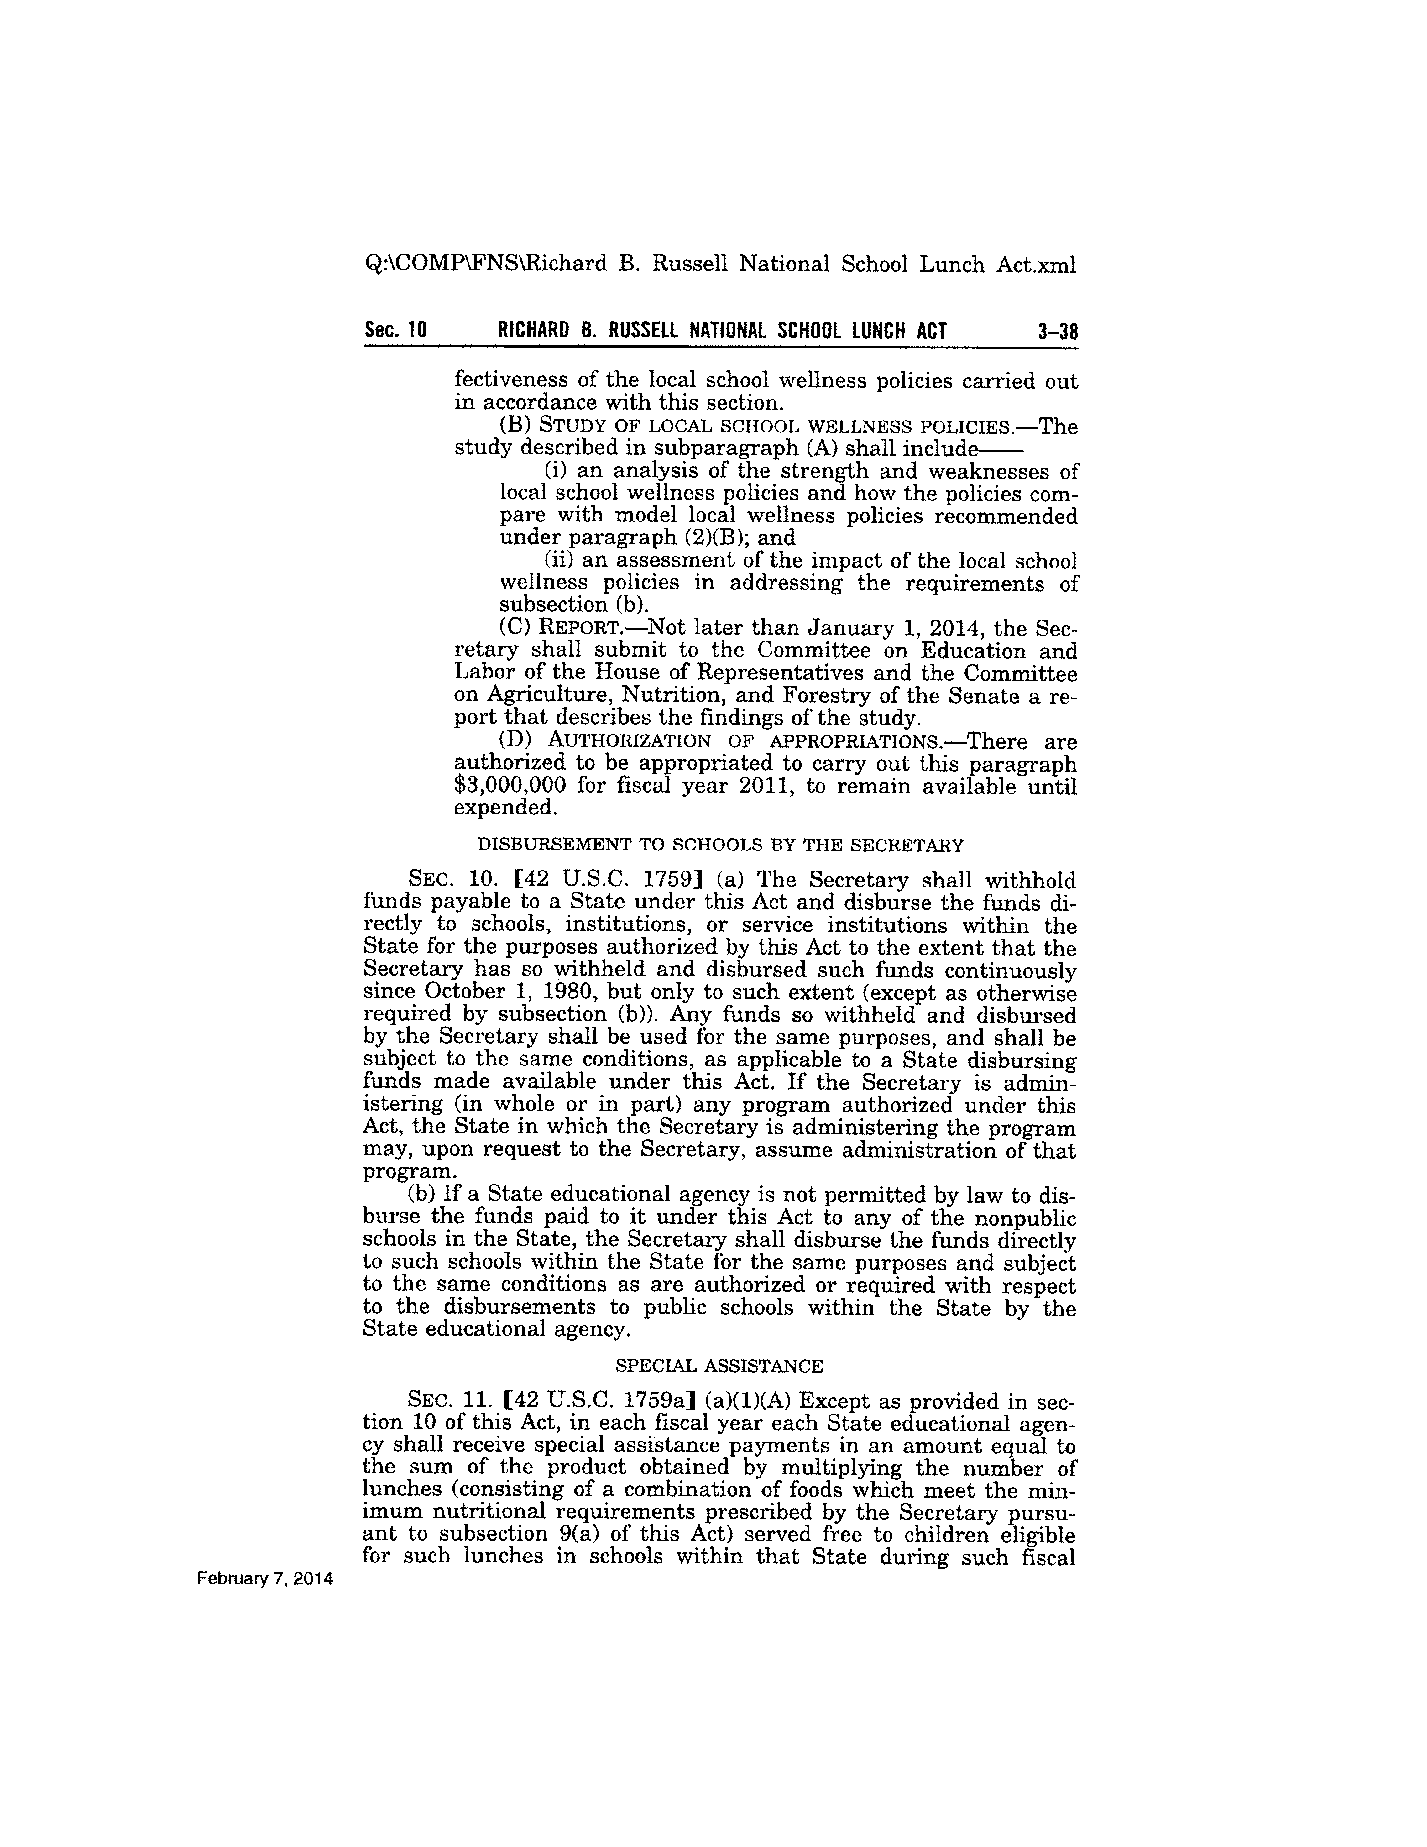 Q:\COMP\FNS\Richard B. Russell National School Lunch Act.xml
Sec. 10 RICHARD B. RUSSELL NATIONAL SCHOOL LUNCH ACT 3–38
fectiveness of the local school wellness policies carried out
in accordance with this section.
(B) STUDY OF LOCAL SCHOOL WELLNESS POLICIES.—The
study described in subparagraph (A) shall include——
(i) an analysis of the strength and weaknesses of
local school wellness policies and how the policies com-
pare with model local wellness policies recommended
under paragraph (2)(B); and
(ii) an assessment of the impact of the local school
wellness policies in addressing the requirements of
subsection (b).
(C) REPORT.—Not later than January 1, 2014, the Sec-
retary shall submit to the Committee on Education and
Labor of the House of Representatives and the Committee
on Agriculture, Nutrition, and Forestry of the Senate a re-
port that describes the findings of the study.
(D) AUTHORIZATION OF APPROPRIATIONS.—There are
authorized to be appropriated to carry out this paragraph
$3,000,000 for fiscal year 2011, to remain available until
expended.
DISBURSEMENT TO SCHOOLS BY THE SECRETARY
SEC. 10. [42 U.S.C. 1759] (a) The Secretary shall withhold
funds payable to a State under this Act and disburse the funds di-
rectly to schools, institutions, or service institutions within the
State for the purposes authorized by this Act to the extent that the
Secretary has so withheld and disbursed such funds continuously
since October 1, 1980, but only to such extent (except as otherwise
required by subsection (b)). Any funds so withheld and disbursed
by the Secretary shall be used for the same purposes, and shall be
subject to the same conditions, as applicable to a State disbursing
funds made available under this Act. If the Secretary is admin-
istering (in whole or in part) any program authorized under this
Act, the State in which the Secretary is administering the program
may, upon request to the Secretary, assume administration of that
program.
(b) If a State educational agency is not permitted by law to dis-
burse the funds paid to it under this Act to any of the nonpublic
schools in the State, the Secretary shall disburse the funds directly
to such schools within the State for the same purposes and subject
to the same conditions as are authorized or required with respect
to the disbursements to public schools within the State by the
State educational agency.
SPECIAL ASSISTANCE
SEC. 11. [42 U.S.C. 1759a] (a)(1)(A) Except as provided in sec-
tion 10 of this Act, in each fiscal year each State educational agen-
cy shall receive special assistance payments in an amount equal to
the sum of the product obtained by multiplying the number of
lunches (consisting of a combination of foods which meet the min-
imum nutritional requirements prescribed by the Secretary pursu-
ant to subsection 9(a) of this Act) served free to children eligible
for such lunches in schools within that State during such fiscal
February 7, 2014